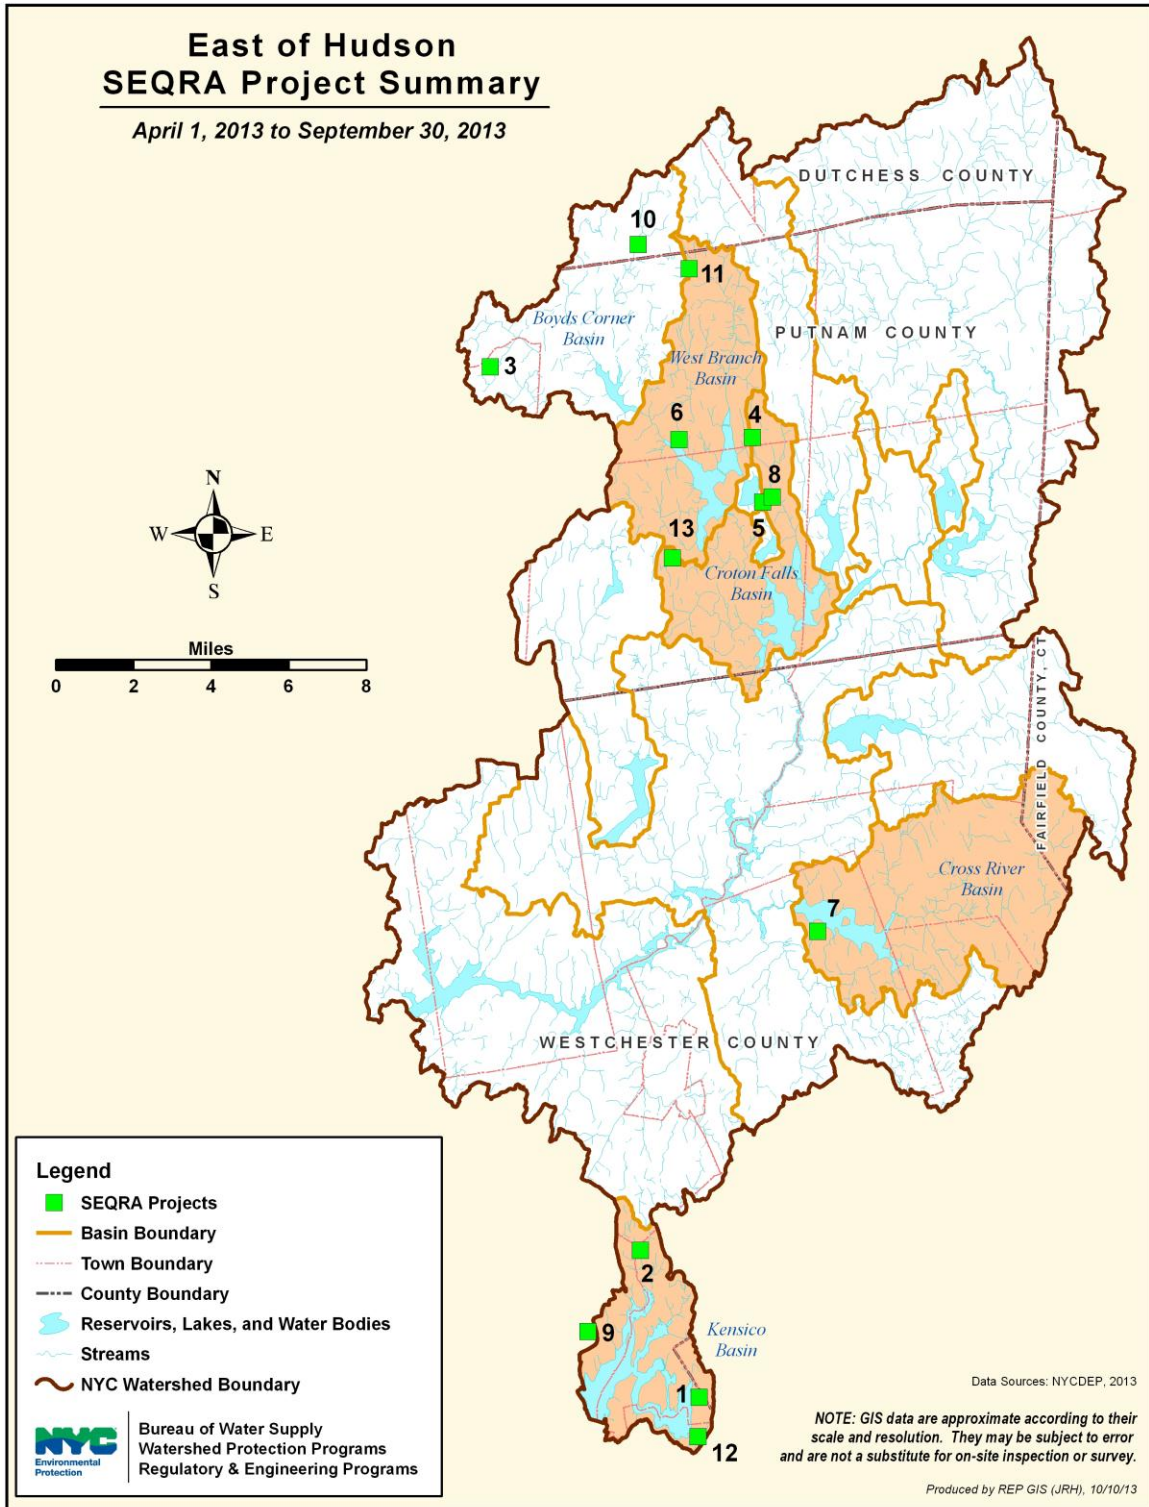 East of Hudson
SEQRA Project Summary
April 1, 2013 to September 30, 2013
DUTCHESS COUNTY
10
11
Boyds Corner
Basin
PUTNAM COUNTY
West Branch
Basin
3
6
4
8
N
W
E
S
13
5
Croton Falls
Basin
Miles
0 2 4 6 8
FAIRFIELD COUNTY, CT
Cross River
Basin
7
WESTCHESTER COUNTY
2
9
Kensico
Basin
1
12
Legend
SEQRA Projects
Basin Boundary
Town Boundary
County Boundary
Reservoirs, Lakes, and Water Bodies
Streams
NYC Watershed Boundary
NYC
Environmental
Protection
Bureau of Water Supply
Watershed Protection Programs
Regulatory & Engineering Programs
Data Sources: NYCDEP, 2013
NOTE: GIS data are approximate according to their
scale and resolution. They may be subject to error
and are not a substitute for on-site inspection or survey.
Produced by REP GIS (JRH), 10/10/13